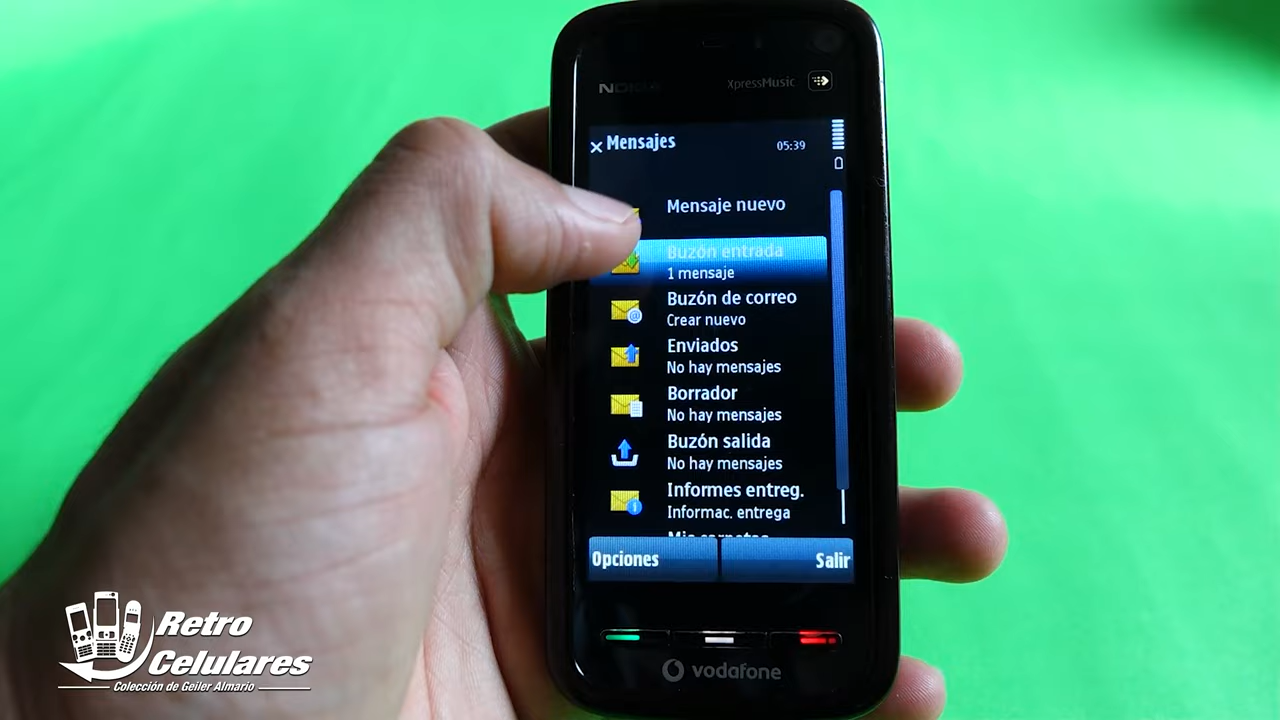 NOKIA
XpressMusic
Mensajes
05:39
Mensaje nuevo
Buzón entrada
1 mensaje
Buzón de correo
Crear nuevo
Enviados
No hay mensajes
Borrador
No hay mensajes
Buzón salida
No hay mensajes
Informes entreg.
Informac. entrega
Mis carpetas
Opciones
Salir
vodafone
Retro
Celulares
Colección de Geiler Almario